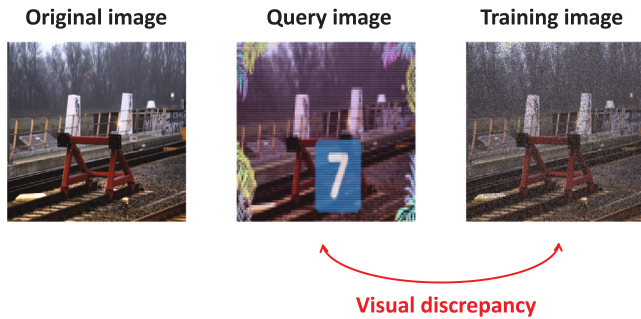 Original image
Query image
Training image
7
Visual discrepancy